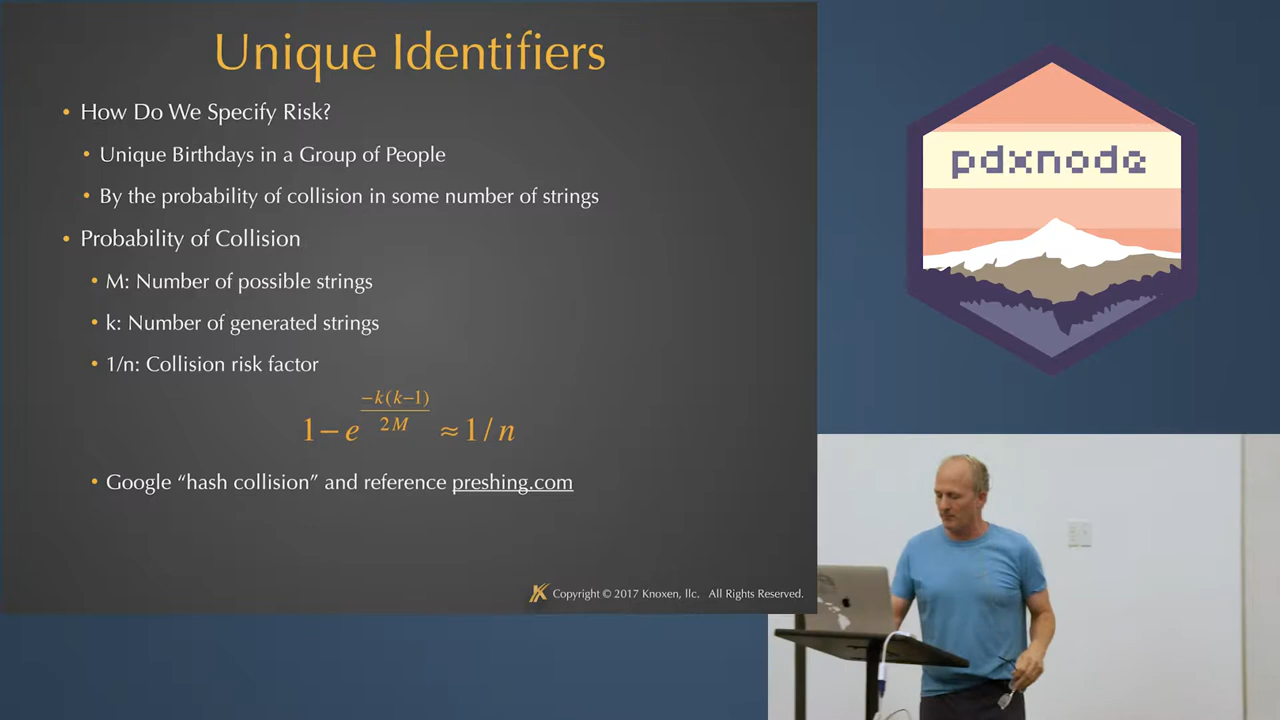 Unique Identifiers
• How Do We Specify Risk?
• Unique Birthdays in a Group of People
• By the probability of collision in some number of strings
• Probability of Collision
• M: Number of possible strings
• k: Number of generated strings
• 1/n: Collision risk factor
1−e^(−k(k−1)/2M) ≈1/n
• Google “hash collision” and reference preshing.com
Copyright © 2017 Knoxen, llc. All Rights Reserved.
pdxnode